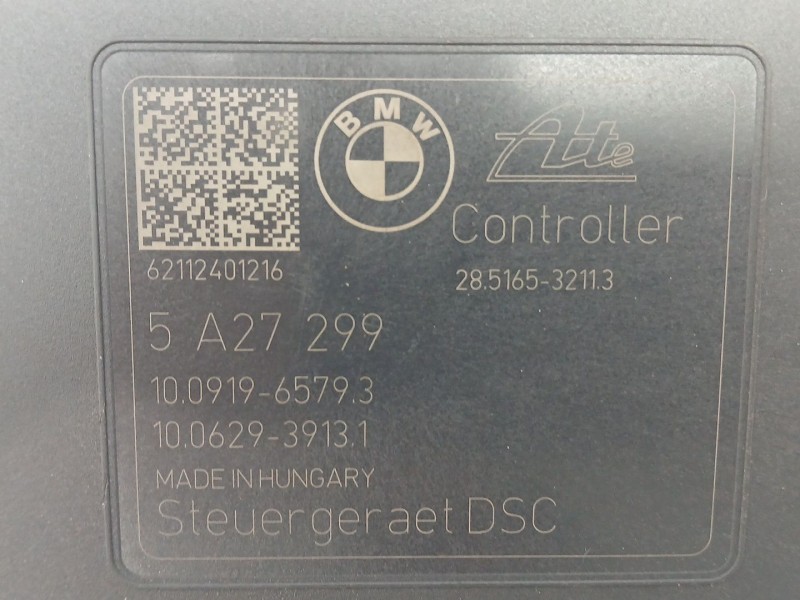 BMW
Ate
Controller
62112401216
28.5165-3211.3
5 A27 299
10.0919-6579.3
10.0629-3913.1
MADE IN HUNGARY
Steuergeraet DSC